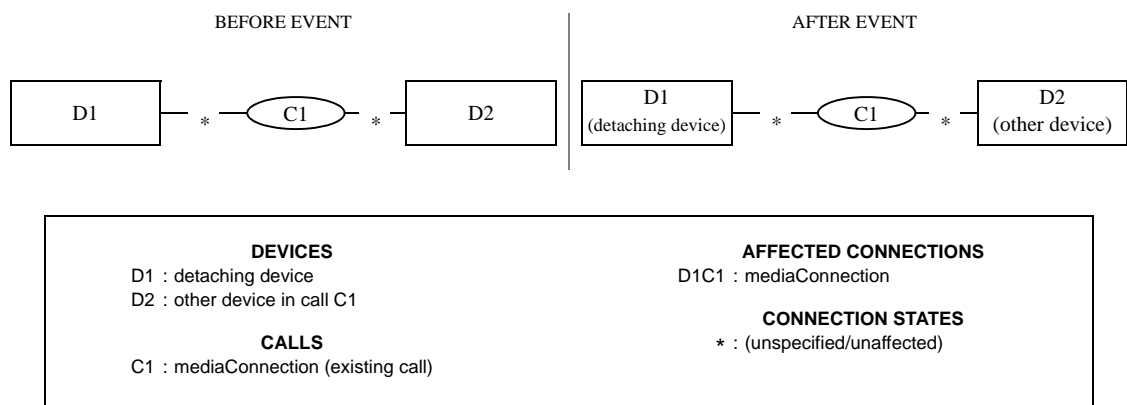 BEFORE EVENT
AFTER EVENT
D1
*
C1
*
D2
D1
(detaching device)
*
C1
*
D2
(other device)
DEVICES
D1 : detaching device
D2 : other device in call C1
CALLS
C1 : mediaConnection (existing call)
AFFECTED CONNECTIONS
D1C1 : mediaConnection
CONNECTION STATES
* : (unspecified/unaffected)